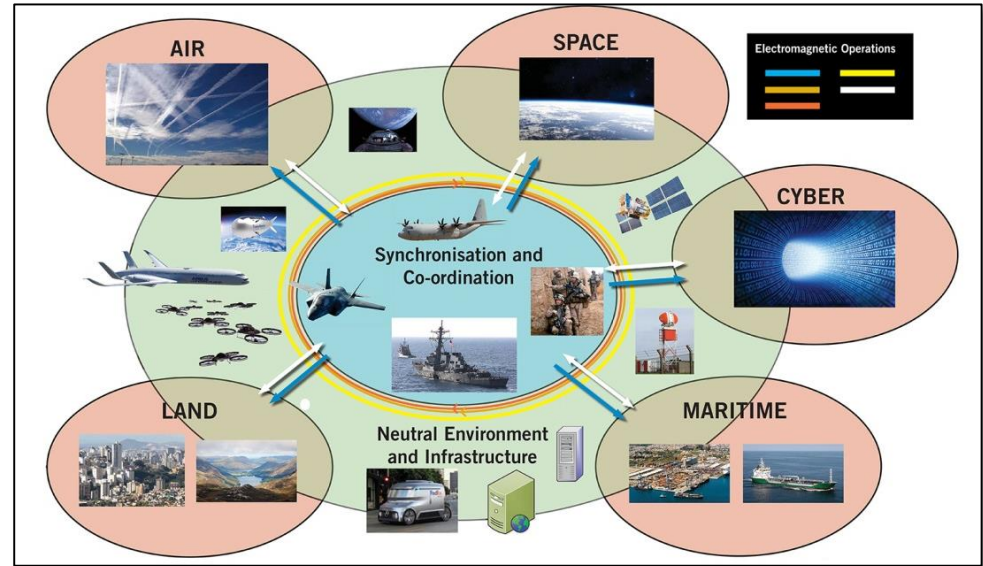 AIR
SPACE
Electromagnetic Operations
CYBER
Synchronisation and
Co-ordination
LAND
MARITIME
Neutral Environment
and Infrastructure